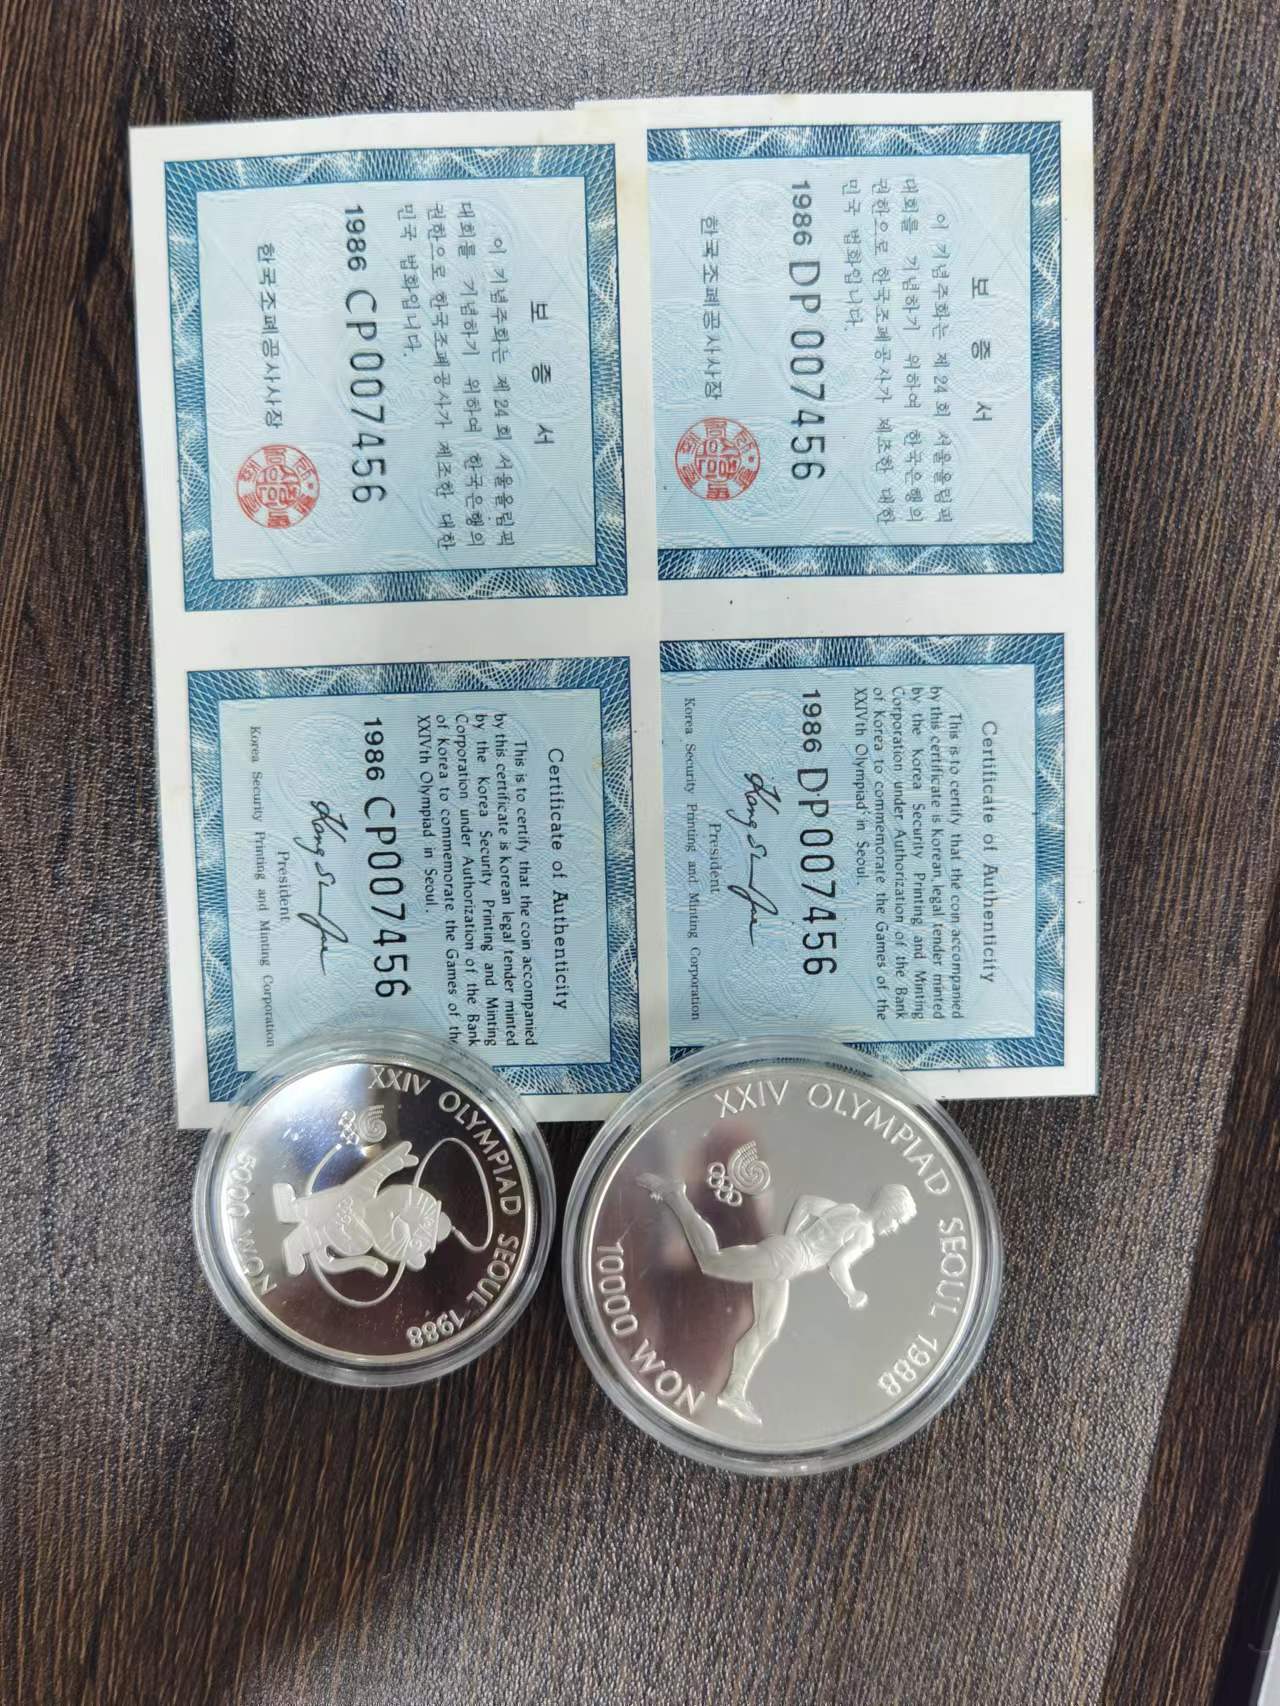 보증서
이 기념주화는 제 24 회 서울올림픽
대회를 기념하기 위하여 한국은행의
권한으로 한국조폐공사가 제조한 대한
민국 법화입니다.
1986 DP 007456
한국조폐공사사장
Certificate of Authenticity
This is to certify that the coin accompanied
by this certificate is Korean legal tender minted
by the Korea Security Printing and Minting
Corporation under Authorization of the Bank
of Korea to commemorate the Games of the
XXIVth Olympiad in Seoul.
1986 DP007456
President
Korea Security Printing and Minting Corporation
보증서
이 기념주화는 제 24 회 서울올림픽
대회를 기념하기 위하여 한국은행의
권한으로 한국조폐공사가 제조한 대한
민국 법화입니다.
1986 CP007456
한국조폐공사사장
Certificate of Authenticity
This is to certify that the coin accompanied
by this certificate is Korean legal tender minted
by the Korea Security Printing and Minting
Corporation under Authorization of the Bank
of Korea to commemorate the Games of the
XXIVth Olympiad in Seoul.
1986 CP007456
President
Korea Security Printing and Minting Corporation
XXIV OLYMPIAD SEOUL 1988
5000 WON
XXIV OLYMPIAD SEOUL 1988
10000 WON